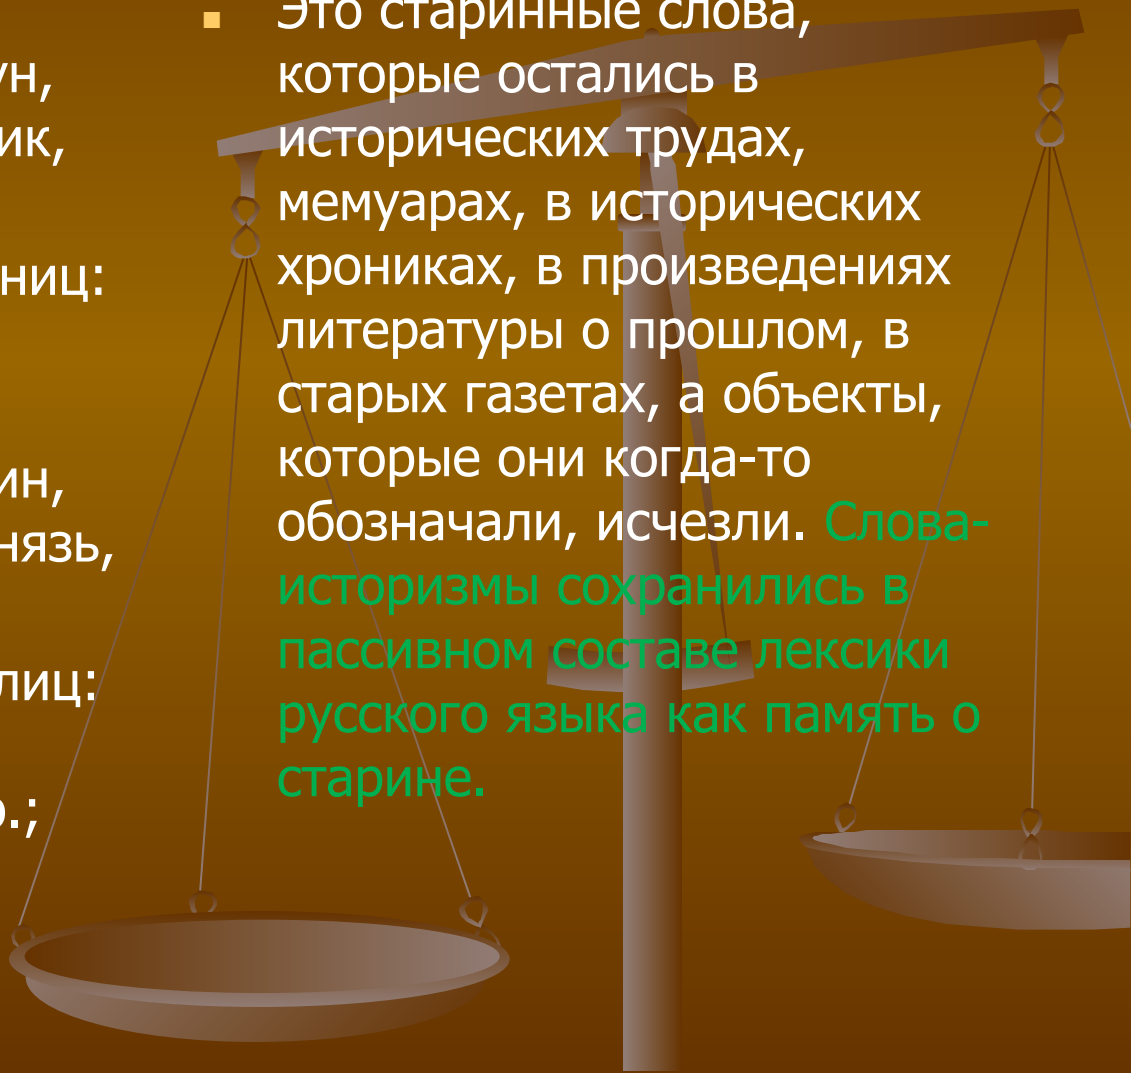 ун,
ик,
ниц:
ин,
нязь,
лиц:
.;
Это старинные слова,
которые остались в
исторических трудах,
мемуарах, в исторических
хрониках, в произведениях
литературы о прошлом, в
старых газетах, а объекты,
которые они когда-то
обозначали, исчезли. Слова-
историзмы сохранились в
пассивном составе лексики
русского языка как память о
старине.